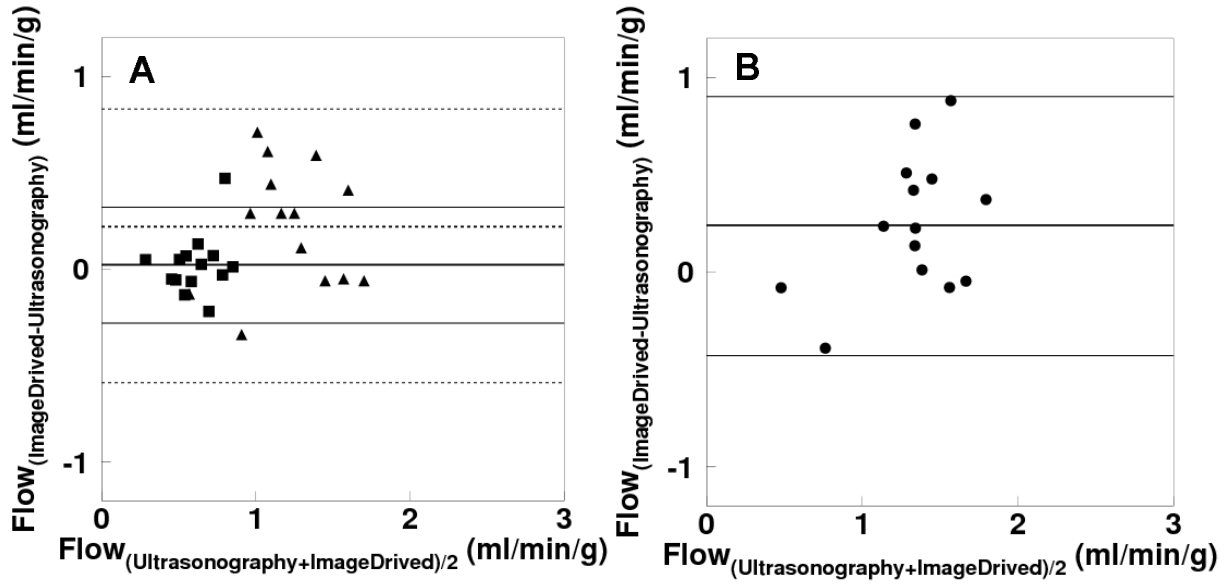 Flow(ImageDrived-Ultrasonography) (ml/min/g)
A
1
0
-1
0 1 2 3
Flow(Ultrasonography+ImageDrived)/2 (ml/min/g)
Flow(ImageDrived-Ultrasonography) (ml/min/g)
B
1
0
-1
0 1 2 3
Flow(Ultrasonography+ImageDrived)/2 (ml/min/g)